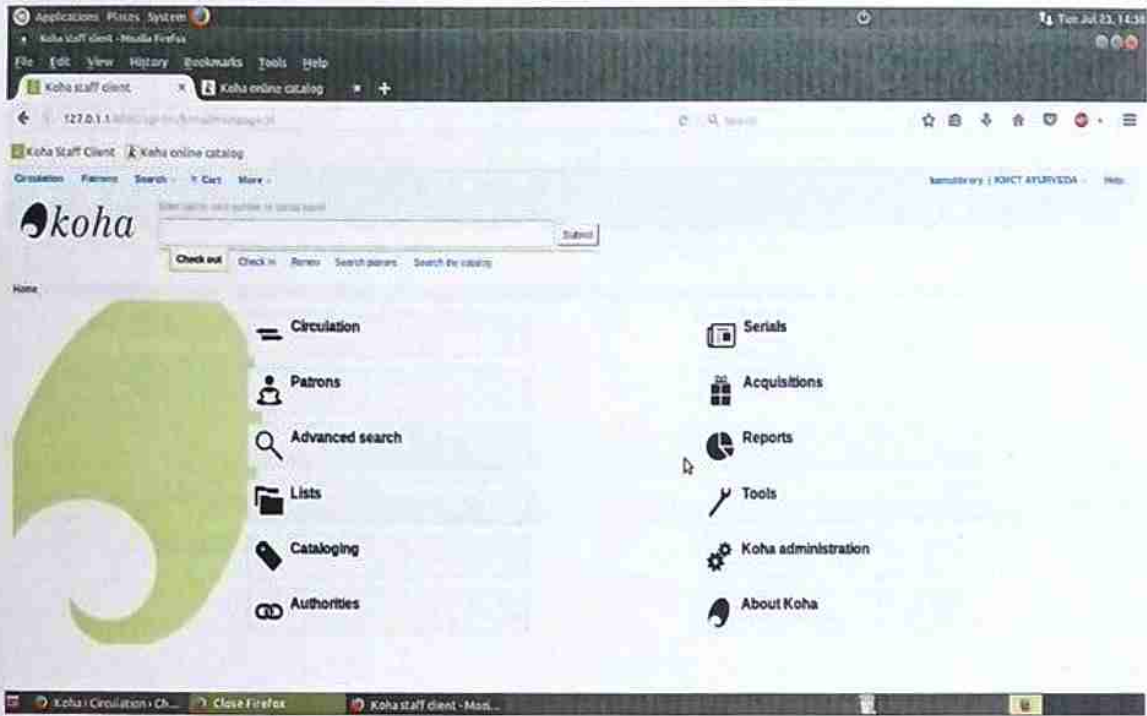 Applications Places System
Tue Jul 23, 14:3
Koha staff client - Mozilla Firefox
File Edit View History Bookmarks Tools Help
Koha staff client × Koha online catalog × +
127.0.1.1
Koha Staff Client Koha online catalog
Circulation Patrons Search Cart More
KMCT AYURVEDA Help
koha
Submit
Check out Check in Renew Search patrons Search the catalog
Home
Circulation
Serials
Patrons
Acquisitions
Advanced search
Reports
Lists
Tools
Cataloging
Koha administration
Authorities
About Koha
Koha › Circulation › Ch... Close Firefox Koha staff client - Mozi...